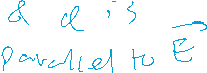 & d is
parallel to E